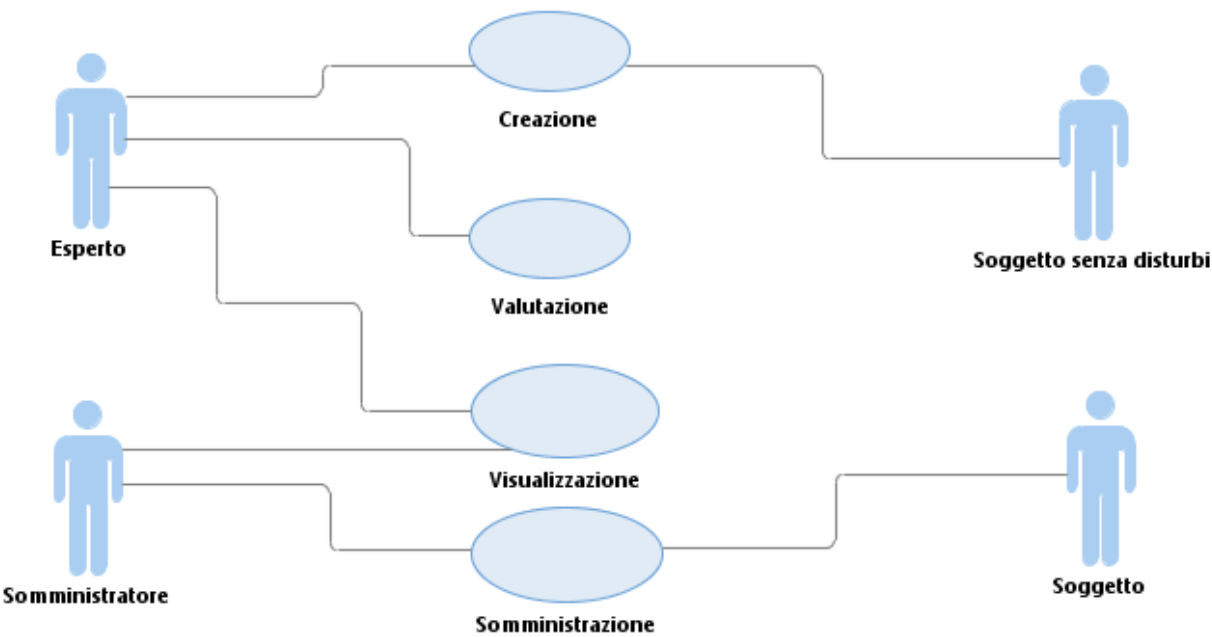 Creazione
Esperto
Soggetto senza disturbi
Valutazione
Visualizzazione
Somministratore
Soggetto
Somministrazione